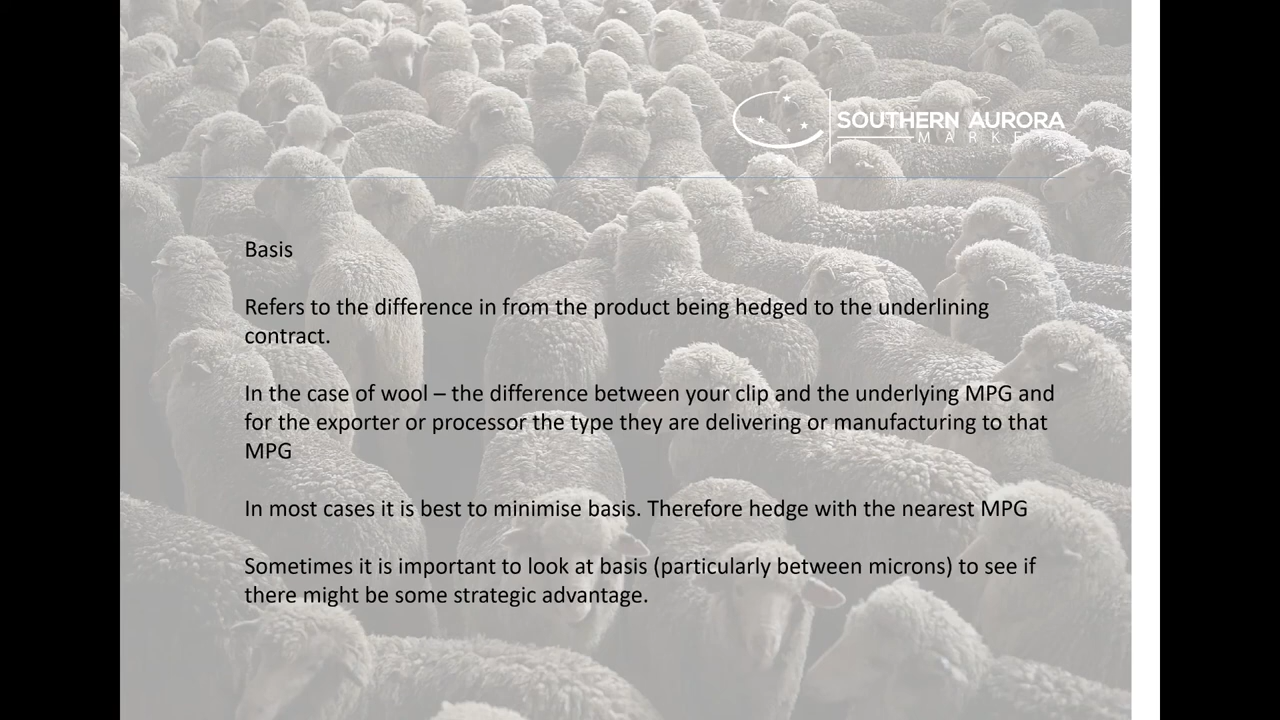 SOUTHERN AURORA
MARKE
Basis
Refers to the difference in from the product being hedged to the underlining
contract.
In the case of wool – the difference between your clip and the underlying MPG and
for the exporter or processor the type they are delivering or manufacturing to that
MPG
In most cases it is best to minimise basis. Therefore hedge with the nearest MPG
Sometimes it is important to look at basis (particularly between microns) to see if
there might be some strategic advantage.